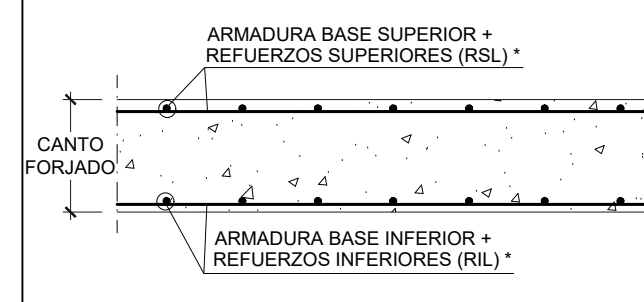 ARMADURA BASE SUPERIOR +
REFUERZOS SUPERIORES (RSL) *
CANTO
FORJADO
ARMADURA BASE INFERIOR +
REFUERZOS INFERIORES (RIL) *